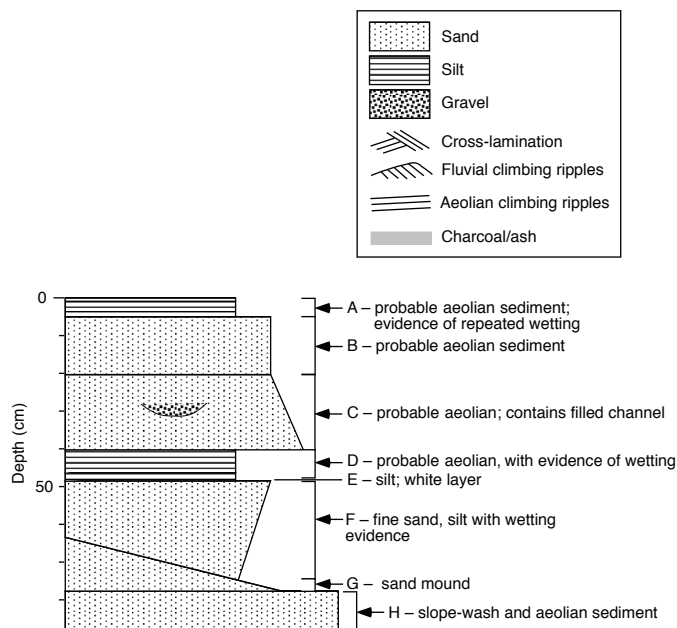 Sand
Silt
Gravel
Cross-lamination
Fluvial climbing ripples
Aeolian climbing ripples
Charcoal/ash
0
A – probable aeolian sediment;
evidence of repeated wetting
B – probable aeolian sediment
C – probable aeolian; contains filled channel
Depth (cm)
D – probable aeolian, with evidence of wetting
E – silt; white layer
50
F – fine sand, silt with wetting
evidence
G – sand mound
H – slope-wash and aeolian sediment